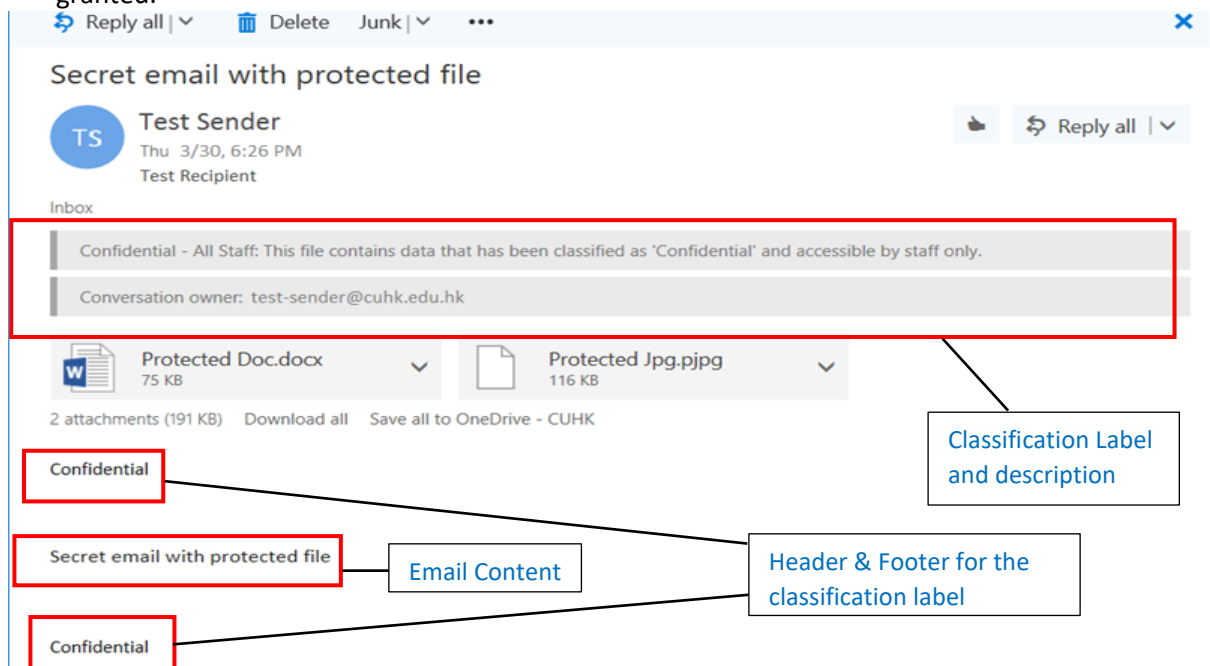 granted.
Reply all | Delete Junk |
Secret email with protected file
TS
Test Sender
Thu 3/30, 6:26 PM
Test Recipient
Reply all |
Inbox
Confidential - All Staff: This file contains data that has been classified as 'Confidential' and accessible by staff only.
Conversation owner: test-sender@cuhk.edu.hk
W
Protected Doc.docx
75 KB
Protected Jpg.pjpg
116 KB
2 attachments (191 KB) Download all Save all to OneDrive - CUHK
Classification Label
and description
Confidential
Secret email with protected file
Email Content
Header & Footer for the
classification label
Confidential